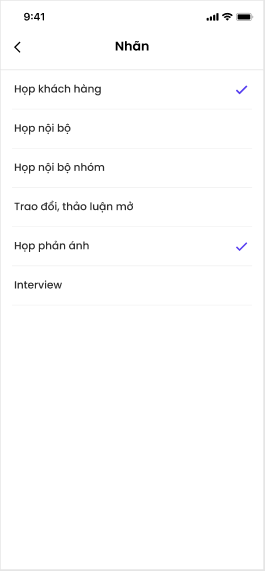 9:41
Nhãn
Họp khách hàng
Họp nội bộ
Họp nội bộ nhóm
Trao đổi, thảo luận mở
Họp phản ánh
Interview